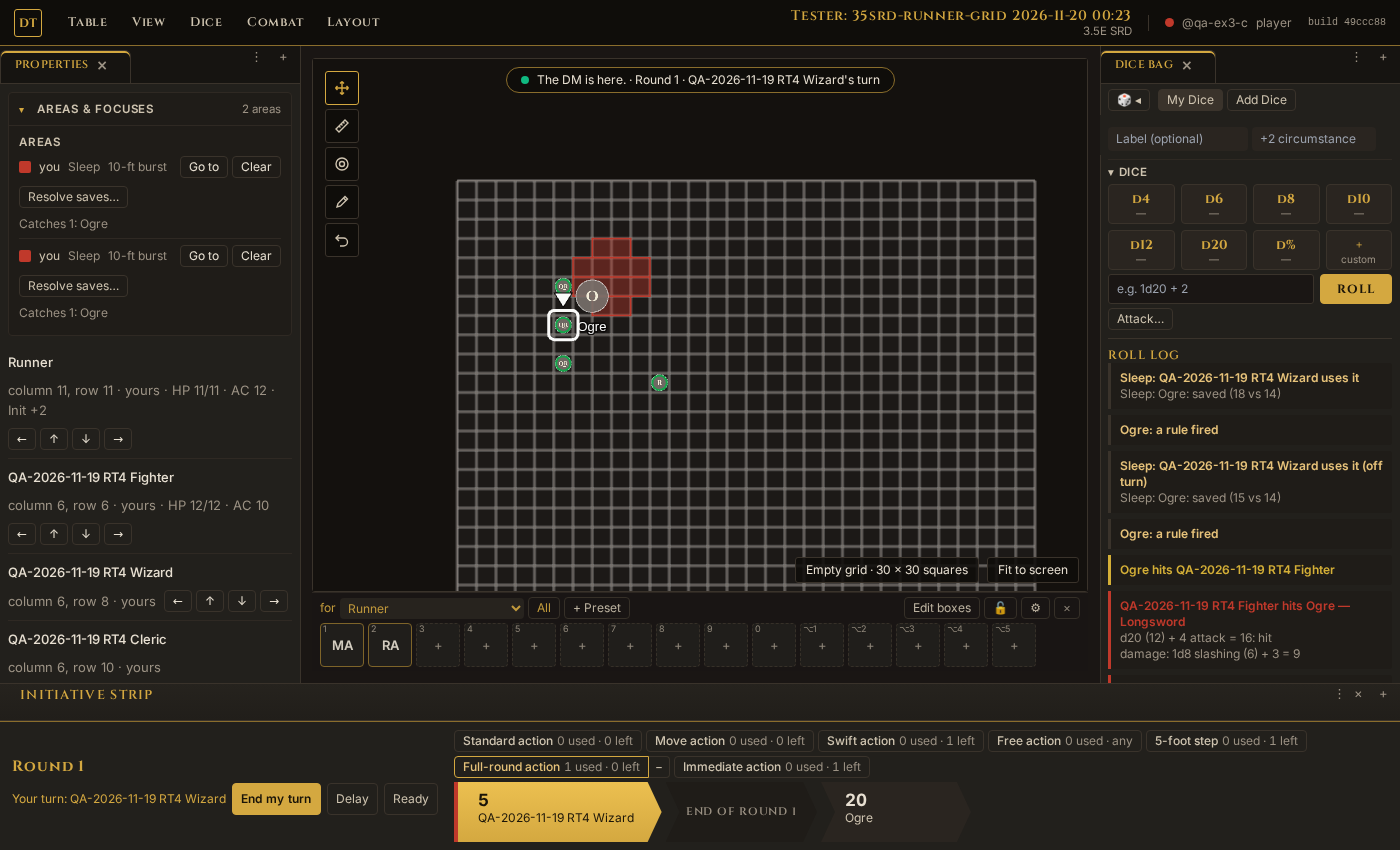 DT
Table
View
Dice
Combat
Layout
Tester: 35SRD-runner-grid 2026-11-20 00:23
3.5E SRD
@qa-ex3-c player
build 49ccc88
Properties ×
⋮ +
▾ AREAS & FOCUSES 2 areas
AREAS
you Sleep 10-ft burst Go to Clear
Resolve saves...
Catches 1: Ogre
you Sleep 10-ft burst Go to Clear
Resolve saves...
Catches 1: Ogre
Runner
column 11, row 11 · yours · HP 11/11 · AC 12 ·
Init +2
← ↑ ↓ →
QA-2026-11-19 RT4 Fighter
column 6, row 6 · yours · HP 12/12 · AC 10
← ↑ ↓ →
QA-2026-11-19 RT4 Wizard
column 6, row 8 · yours ← ↑ ↓ →
QA-2026-11-19 RT4 Cleric
column 6, row 10 · yours
The DM is here. · Round 1 · QA-2026-11-19 RT4 Wizard's turn
O
Ogre
Empty grid · 30 × 30 squares
Fit to screen
for Runner All + Preset Edit boxes ×
1 2 3 4 5 6 7 8 9 0 ⌥1 ⌥2 ⌥3 ⌥4 ⌥5
MA RA + + + + + + + + + + + + +
Dice Bag ×
⋮ +
My Dice Add Dice
Label (optional) +2 circumstance
▾ DICE
D4 D6 D8 D10
— — — —
D12 D20 D% +
— — — custom
e.g. 1d20 + 2 ROLL
Attack...
Roll Log
Sleep: QA-2026-11-19 RT4 Wizard uses it
Sleep: Ogre: saved (18 vs 14)
Ogre: a rule fired
Sleep: QA-2026-11-19 RT4 Wizard uses it (off
turn)
Sleep: Ogre: saved (15 vs 14)
Ogre: a rule fired
Ogre hits QA-2026-11-19 RT4 Fighter
QA-2026-11-19 RT4 Fighter hits Ogre —
Longsword
d20 (12) + 4 attack = 16: hit
damage: 1d8 slashing (6) + 3 = 9
Initiative Strip
⋮ × +
Round 1
Your turn: QA-2026-11-19 RT4 Wizard End my turn Delay Ready
Standard action 0 used · 0 left
Move action 0 used · 0 left
Swift action 0 used · 1 left
Free action 0 used · any
5-foot step 0 used · 1 left
Full-round action 1 used · 0 left –
Immediate action 0 used · 1 left
5
QA-2026-11-19 RT4 Wizard
End of Round 1
20
Ogre